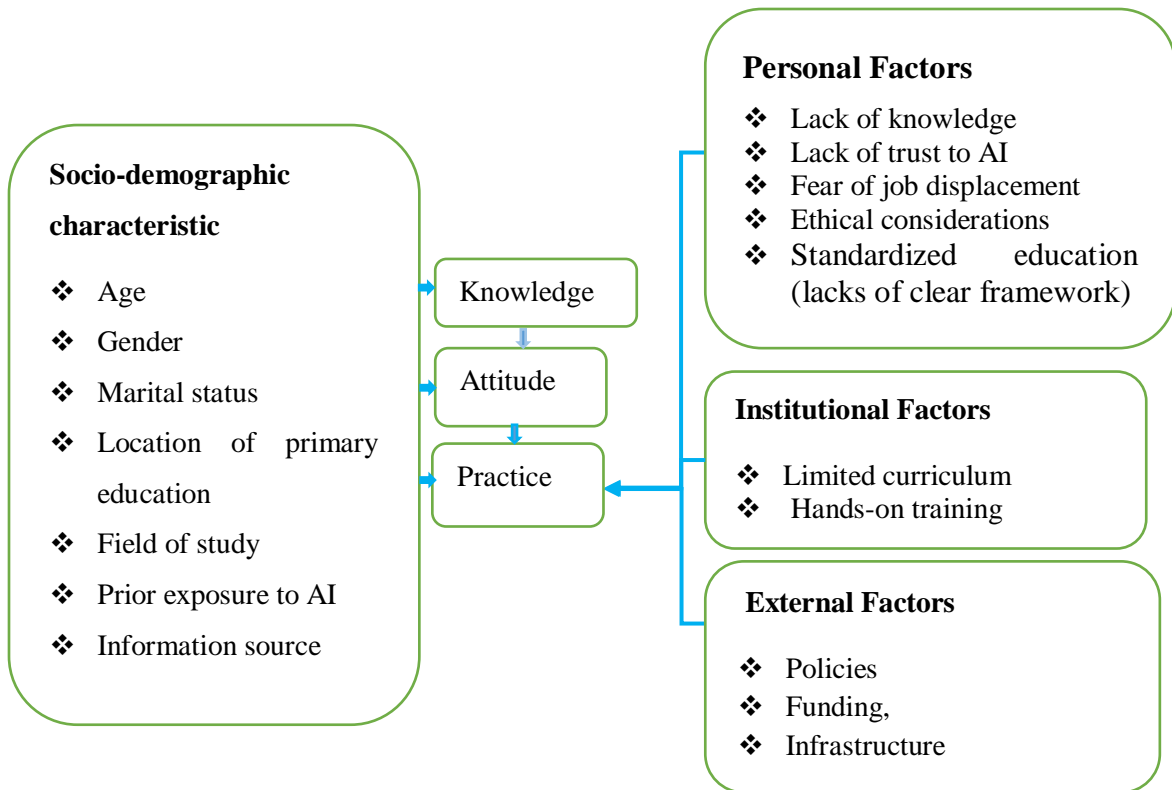 Socio-demographic
characteristic
❖ Age
❖ Gender
❖ Marital status
❖ Location of primary
education
❖ Field of study
❖ Prior exposure to AI
❖ Information source
Knowledge
Attitude
Practice
Personal Factors
❖ Lack of knowledge
❖ Lack of trust to AI
❖ Fear of job displacement
❖ Ethical considerations
❖ Standardized education
(lacks of clear framework)
Institutional Factors
❖ Limited curriculum
❖ Hands-on training
External Factors
❖ Policies
❖ Funding,
❖ Infrastructure